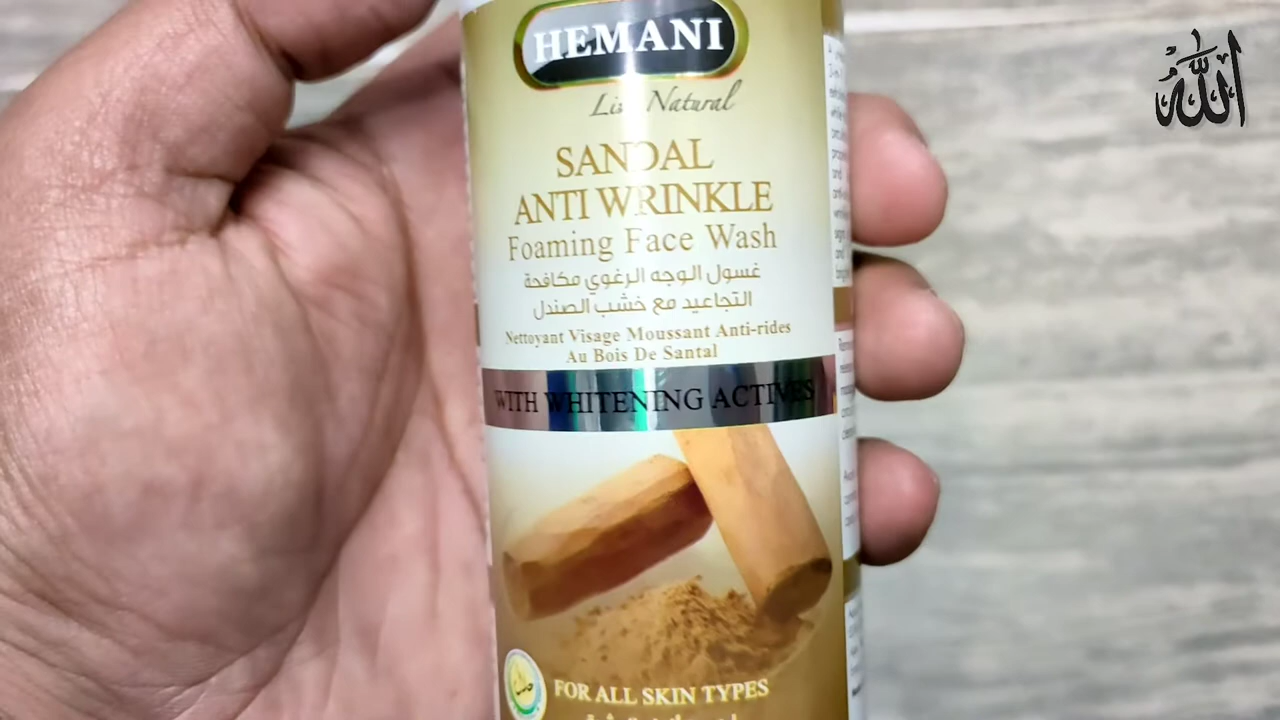 HEMANI
Live Natural
SANDAL
ANTI WRINKLE
Foaming Face Wash
غسول الوجه الرغوي مكافحة
التجاعيد مع خشب الصندل
Nettoyant Visage Moussant Anti-rides
Au Bois De Santal
WITH WHITENING ACTIVES
FOR ALL SKIN TYPES
الله